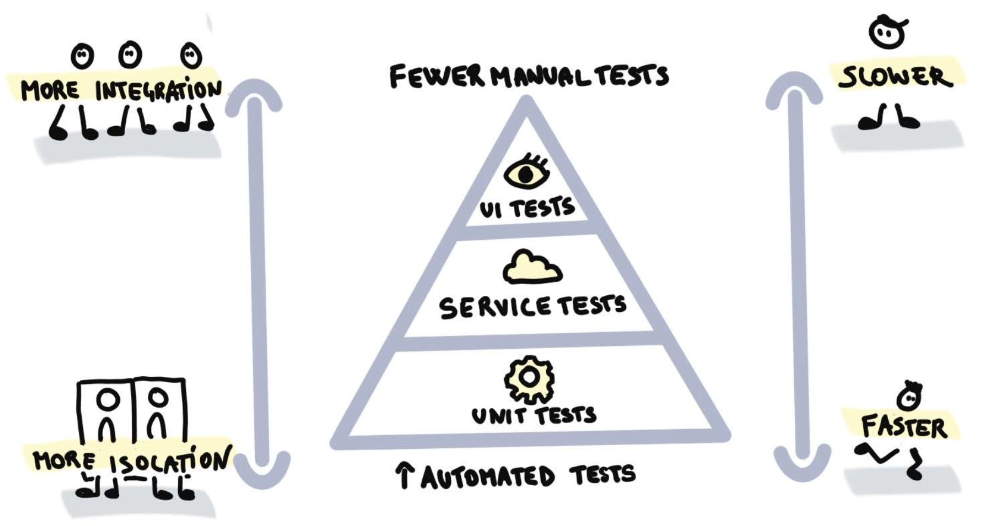 MORE INTEGRATION
FEWER MANUAL TESTS
SLOWER
UI TESTS
SERVICE TESTS
UNIT TESTS
MORE ISOLATION
↑ AUTOMATED TESTS
FASTER